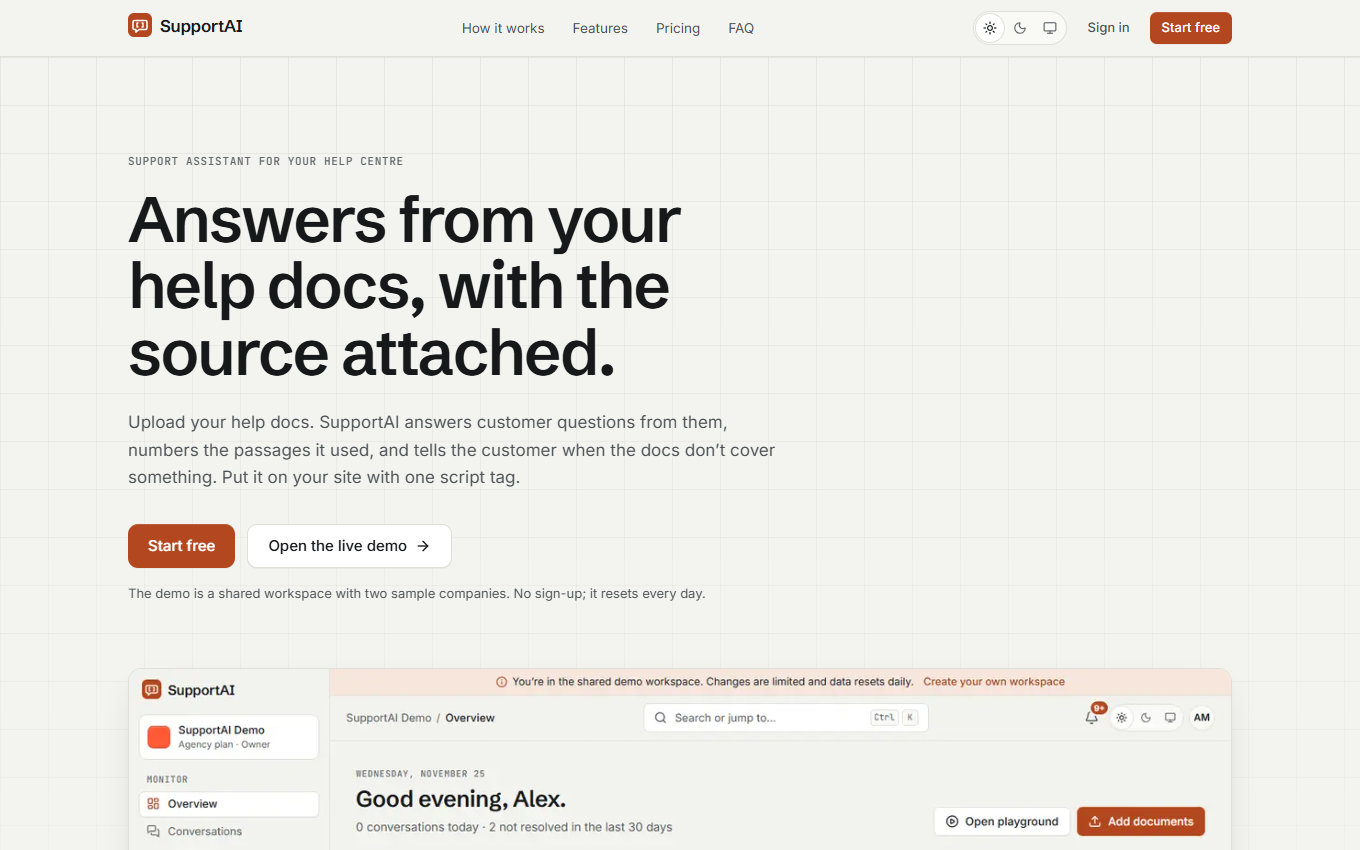 SupportAI
How it works
Features
Pricing
FAQ
Sign in
Start free
SUPPORT ASSISTANT FOR YOUR HELP CENTRE
Answers from your
help docs, with the
source attached.
Upload your help docs. SupportAI answers customer questions from them,
numbers the passages it used, and tells the customer when the docs don’t cover
something. Put it on your site with one script tag.
Start free
Open the live demo →
The demo is a shared workspace with two sample companies. No sign-up; it resets every day.
SupportAI
You’re in the shared demo workspace. Changes are limited and data resets daily. Create your own workspace
SupportAI Demo
Agency plan · Owner
SupportAI Demo / Overview
Search or jump to...
Ctrl K
9+
AM
MONITOR
Overview
Conversations
WEDNESDAY, NOVEMBER 25
Good evening, Alex.
0 conversations today · 2 not resolved in the last 30 days
Open playground
Add documents